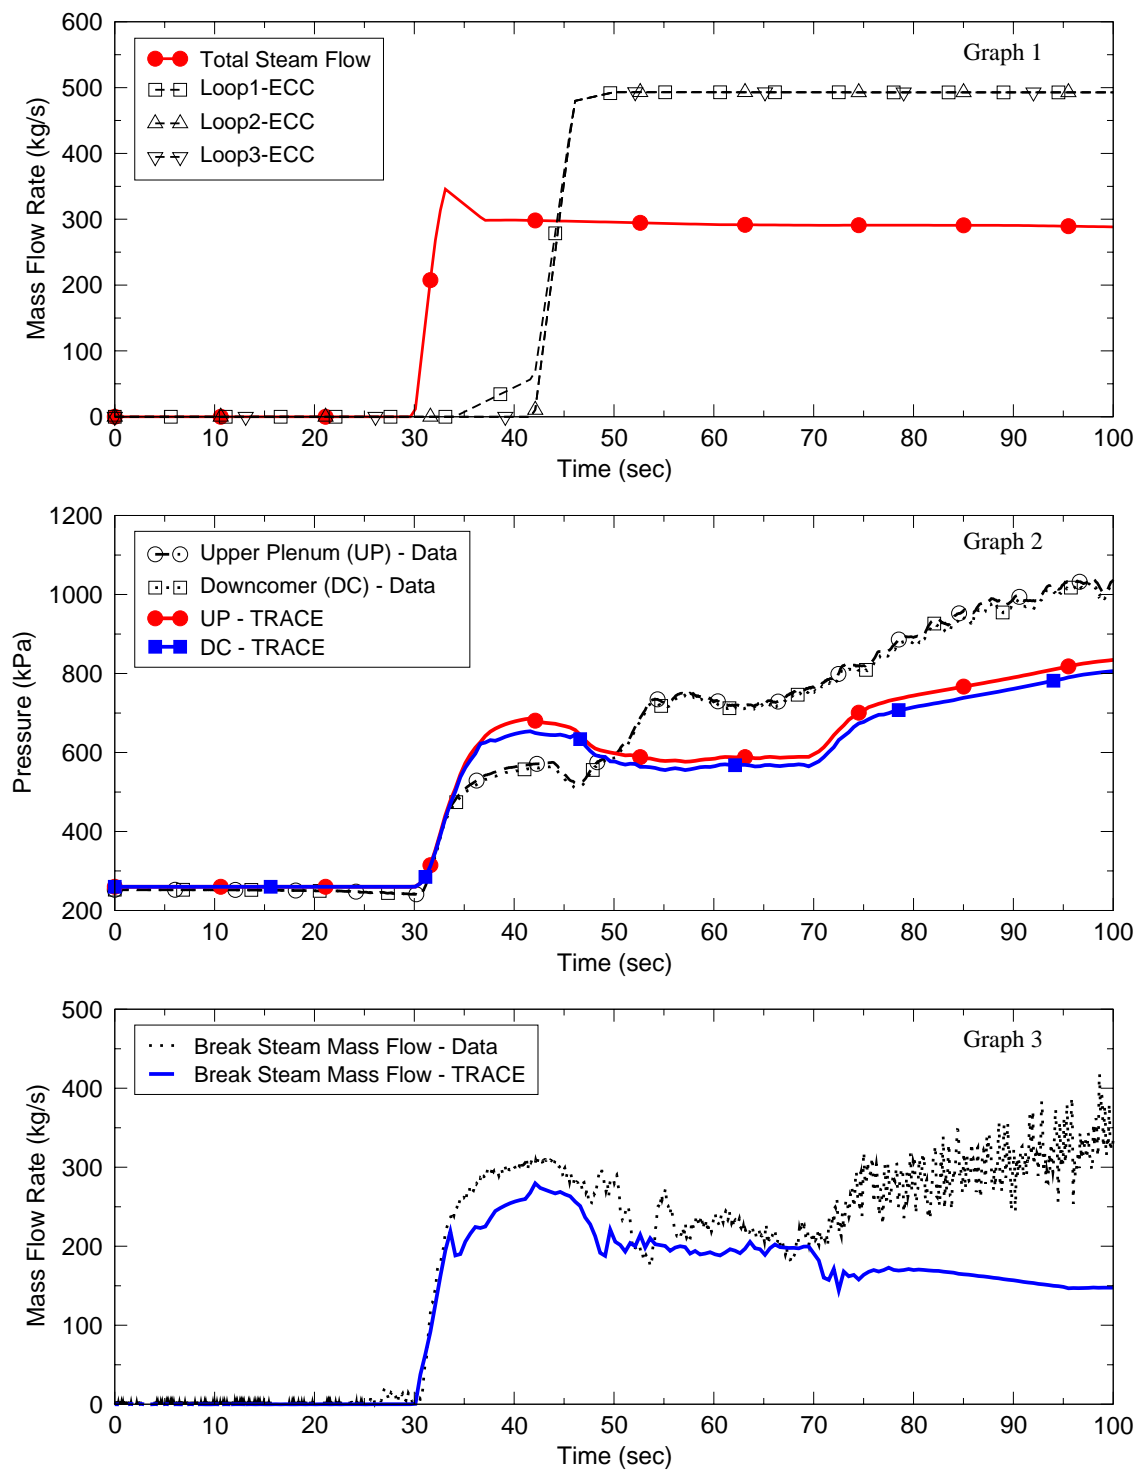 600
500
400
300
200
100
0
Mass Flow Rate (kg/s)
Total Steam Flow
Loop1-ECC
Loop2-ECC
Loop3-ECC
Graph 1
0 10 20 30 40 50 60 70 80 90 100
Time (sec)
1200
1000
800
600
400
200
Pressure (kPa)
Upper Plenum (UP) - Data
Downcomer (DC) - Data
UP - TRACE
DC - TRACE
Graph 2
0 10 20 30 40 50 60 70 80 90 100
Time (sec)
500
400
300
200
100
0
Mass Flow Rate (kg/s)
Break Steam Mass Flow - Data
Break Steam Mass Flow - TRACE
Graph 3
0 10 20 30 40 50 60 70 80 90 100
Time (sec)